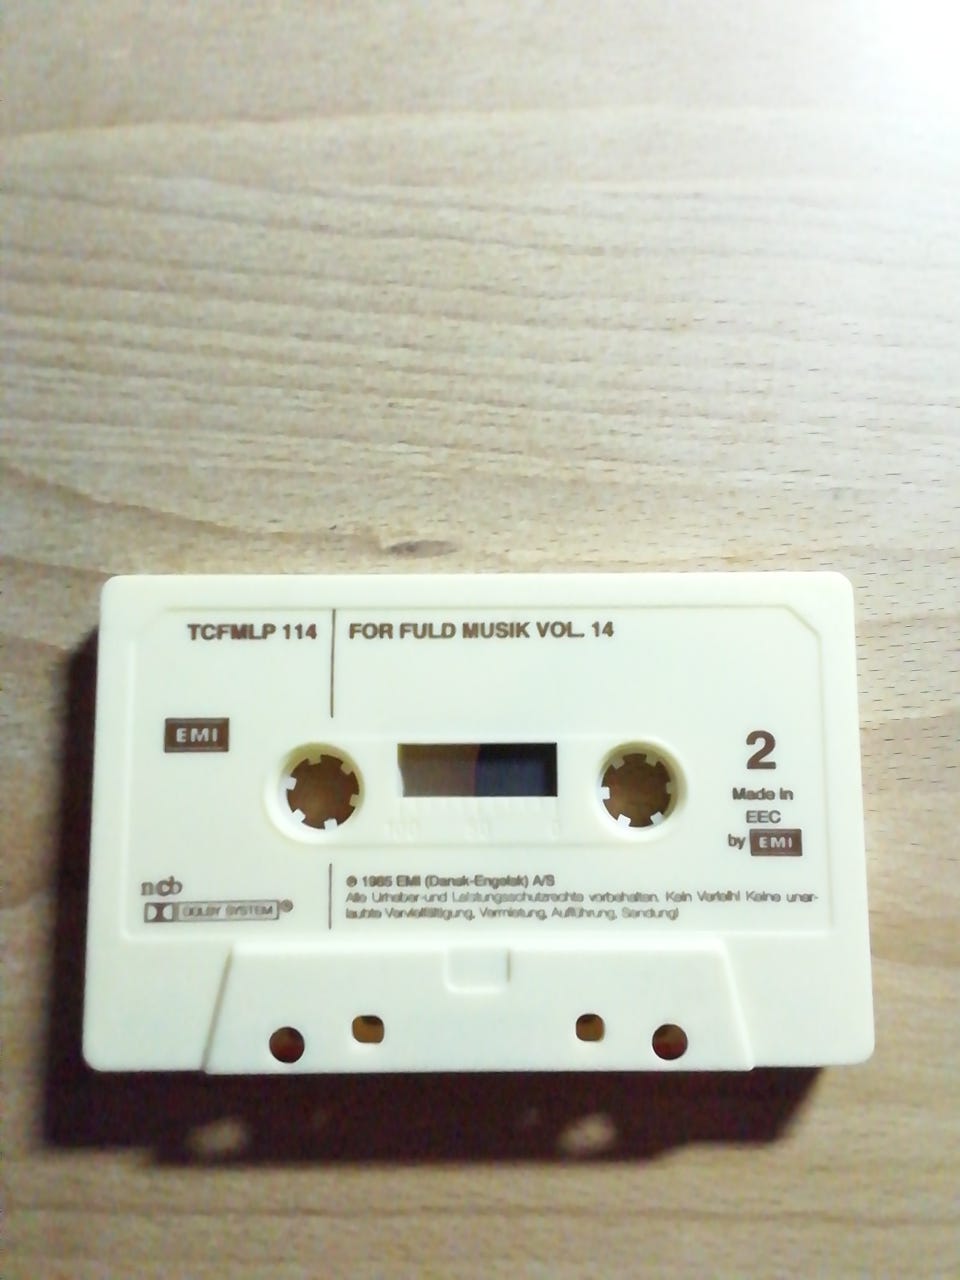 TCFMLP 114
FOR FULD MUSIK VOL. 14
EMI
2
Made in
EEC
by EMI
100 50 0
ncb
DOLBY SYSTEM ®
℗ 1985 EMI (Dansk-Engelsk) A/S
Alle Urheber- und Leistungsschutzrechte vorbehalten. Kein Verleih! Keine uner-
laubte Vervielfältigung, Vermietung, Aufführung, Sendung!